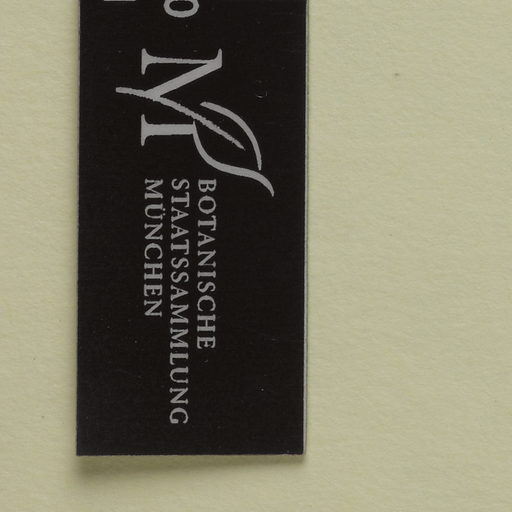 M
BOTANISCHE
STAATSSAMMLUNG
MÜNCHEN